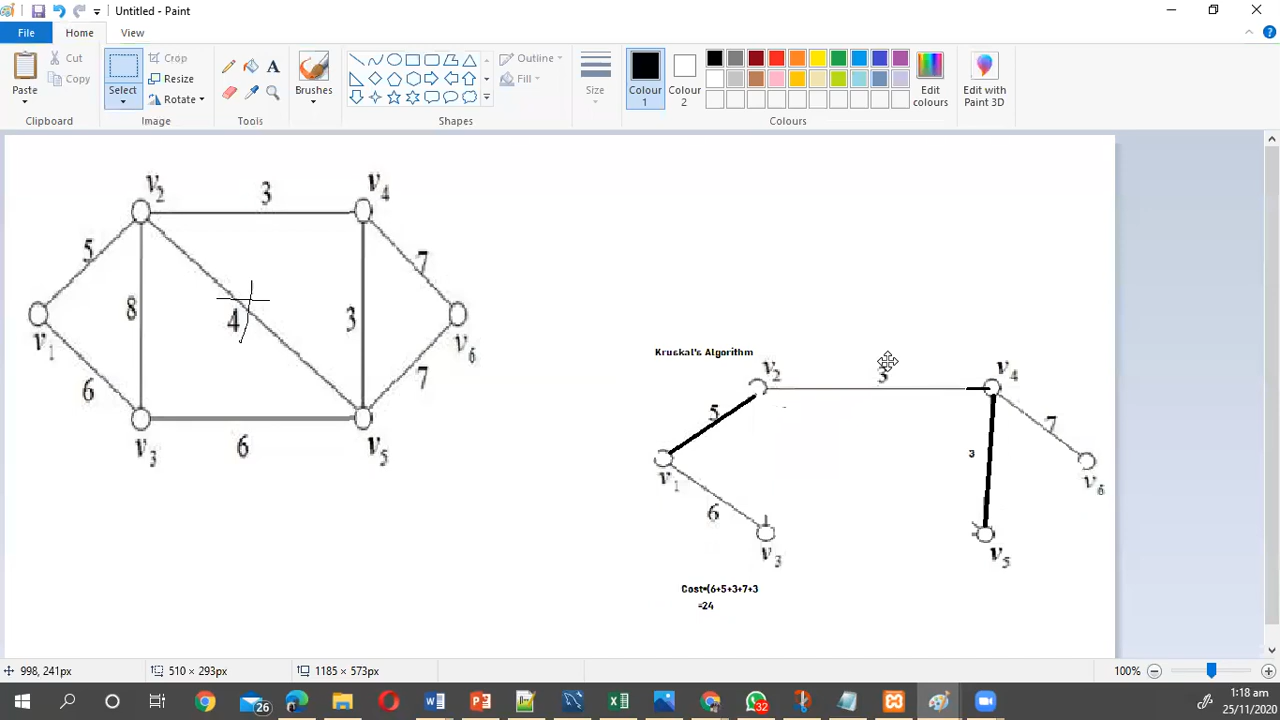 Untitled - Paint
File Home View
Paste
Cut
Copy
Clipboard
Select
Crop
Resize
Rotate
Image
Tools
Brushes
Outline
Fill
Shapes
Size
Colour 1
Colour 2
Edit colours
Edit with Paint 3D
Colours
v2
3
v4
5
7
8
4
3
v1
v6
6
7
v3
6
v5
Kruskal's Algorithm
v2
3
v4
5
7
3
v1
v6
6
v3
v5
Cost=(6+5+3+7+3
=24
998, 241px
510 × 293px
1185 × 573px
100%
26
32
1:18 am
25/11/2020